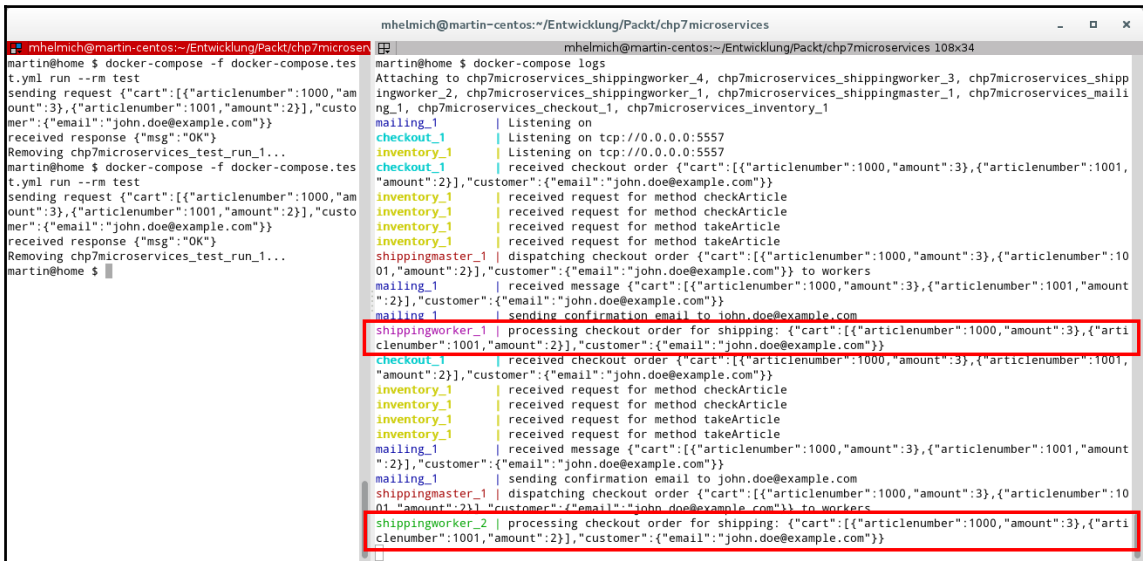 mhelmich@martin-centos:~/Entwicklung/Packt/chp7microservices
mhelmich@martin-centos:~/Entwicklung/Packt/chp7microserv
martin@home $ docker-compose -f docker-compose.tes
t.yml run --rm test
sending request {"cart":[{"articlenumber":1000,"am
ount":3},{"articlenumber":1001,"amount":2}],"custo
mer":{"email":"john.doe@example.com"}}
received response {"msg":"OK"}
Removing chp7microservices_test_run_1...
martin@home $ docker-compose -f docker-compose.tes
t.yml run --rm test
sending request {"cart":[{"articlenumber":1000,"am
ount":3},{"articlenumber":1001,"amount":2}],"custo
mer":{"email":"john.doe@example.com"}}
received response {"msg":"OK"}
Removing chp7microservices_test_run_1...
martin@home $
mhelmich@martin-centos:~/Entwicklung/Packt/chp7microservices 108x34
martin@home $ docker-compose logs
Attaching to chp7microservices_shippingworker_4, chp7microservices_shippingworker_3, chp7microservices_shipp
ingworker_2, chp7microservices_shippingworker_1, chp7microservices_shippingmaster_1, chp7microservices_maili
ng_1, chp7microservices_checkout_1, chp7microservices_inventory_1
mailing_1 | Listening on
checkout_1 | Listening on tcp://0.0.0.0:5557
inventory_1 | Listening on tcp://0.0.0.0:5557
checkout_1 | received checkout order {"cart":[{"articlenumber":1000,"amount":3},{"articlenumber":1001,
"amount":2}],"customer":{"email":"john.doe@example.com"}}
inventory_1 | received request for method checkArticle
inventory_1 | received request for method checkArticle
inventory_1 | received request for method takeArticle
inventory_1 | received request for method takeArticle
shippingmaster_1 | dispatching checkout order {"cart":[{"articlenumber":1000,"amount":3},{"articlenumber":10
01,"amount":2}],"customer":{"email":"john.doe@example.com"}} to workers
mailing_1 | received message {"cart":[{"articlenumber":1000,"amount":3},{"articlenumber":1001,"amount
":2}],"customer":{"email":"john.doe@example.com"}}
mailing_1 | sending confirmation email to john.doe@example.com
shippingworker_1 | processing checkout order for shipping: {"cart":[{"articlenumber":1000,"amount":3},{"arti
clenumber":1001,"amount":2}],"customer":{"email":"john.doe@example.com"}}
checkout_1 | received checkout order {"cart":[{"articlenumber":1000,"amount":3},{"articlenumber":1001,
"amount":2}],"customer":{"email":"john.doe@example.com"}}
inventory_1 | received request for method checkArticle
inventory_1 | received request for method checkArticle
inventory_1 | received request for method takeArticle
inventory_1 | received request for method takeArticle
mailing_1 | received message {"cart":[{"articlenumber":1000,"amount":3},{"articlenumber":1001,"amount
":2}],"customer":{"email":"john.doe@example.com"}}
mailing_1 | sending confirmation email to john.doe@example.com
shippingmaster_1 | dispatching checkout order {"cart":[{"articlenumber":1000,"amount":3},{"articlenumber":10
01,"amount":2}],"customer":{"email":"john.doe@example.com"}} to workers
shippingworker_2 | processing checkout order for shipping: {"cart":[{"articlenumber":1000,"amount":3},{"arti
clenumber":1001,"amount":2}],"customer":{"email":"john.doe@example.com"}}